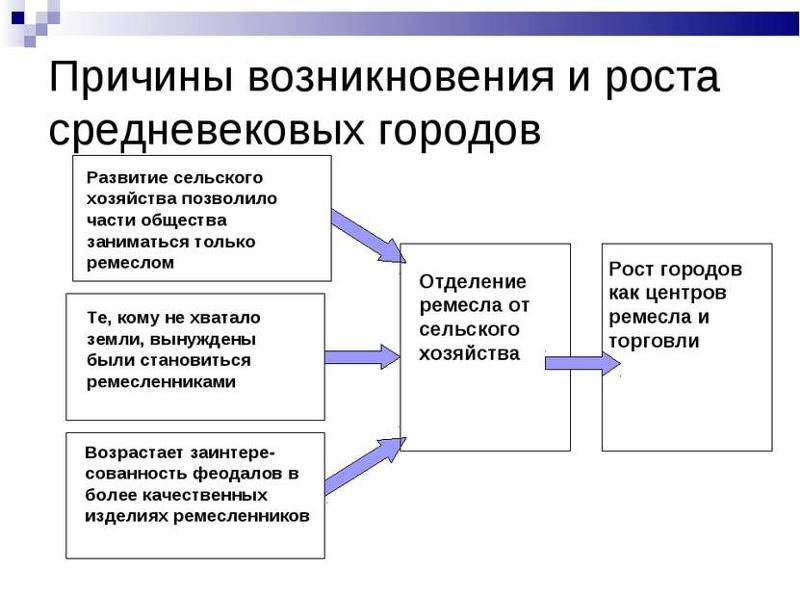 Причины возникновения и роста
средневековых городов
Развитие сельского
хозяйства позволило
части общества
заниматься только
ремеслом
Те, кому не хватало
земли, вынуждены
были становиться
ремесленниками
Возрастает заинтере-
сованность феодалов в
более качественных
изделиях ремесленников
Отделение
ремесла от
сельского
хозяйства
Рост городов
как центров
ремесла и
торговли